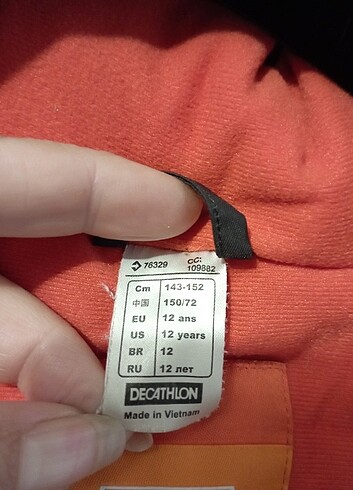 76329 CC: 109882
Cm 143-152
中国 150/72
EU 12 ans
US 12 years
BR 12
RU 12 лет
DECATHLON
Made in Vietnam